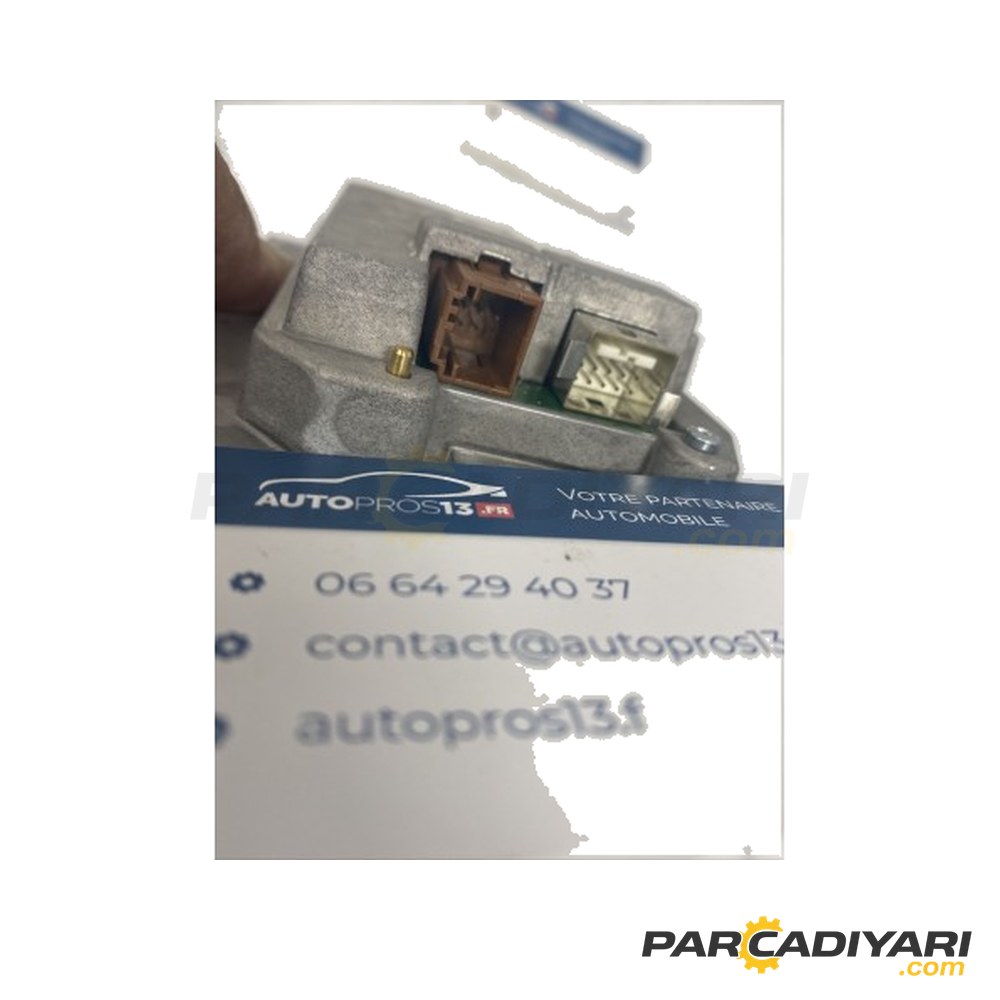 AUTOPROS13.FR
VOTRE PARTENAIRE
AUTOMOBILE
06 64 29 40 37
contact@autopros13
autopros13.f
PARCADIYARI
.com